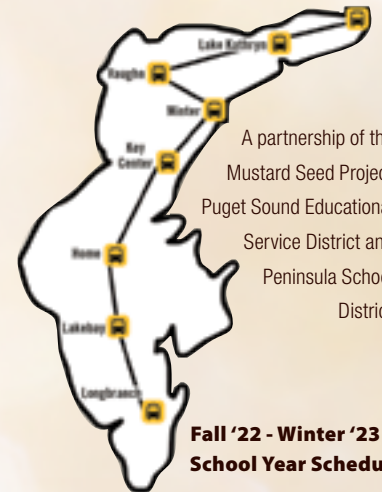 Lake Kathryn
Vaughn
Winter
Key
Center
A partnership of th
Mustard Seed Project
Puget Sound Educationa
Service District an
Peninsula Schoo
Distric
Home
Lakebay
Longbranch
Fall ‘22 - Winter ‘23
School Year Schedu